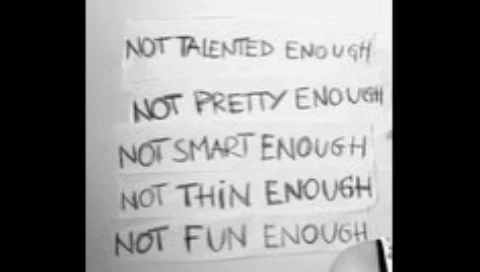 NOT TALENTED ENOUGH
NOT PRETTY ENOUGH
NOT SMART ENOUGH
NOT THiN ENOUGH
NOT FUN ENOUGH